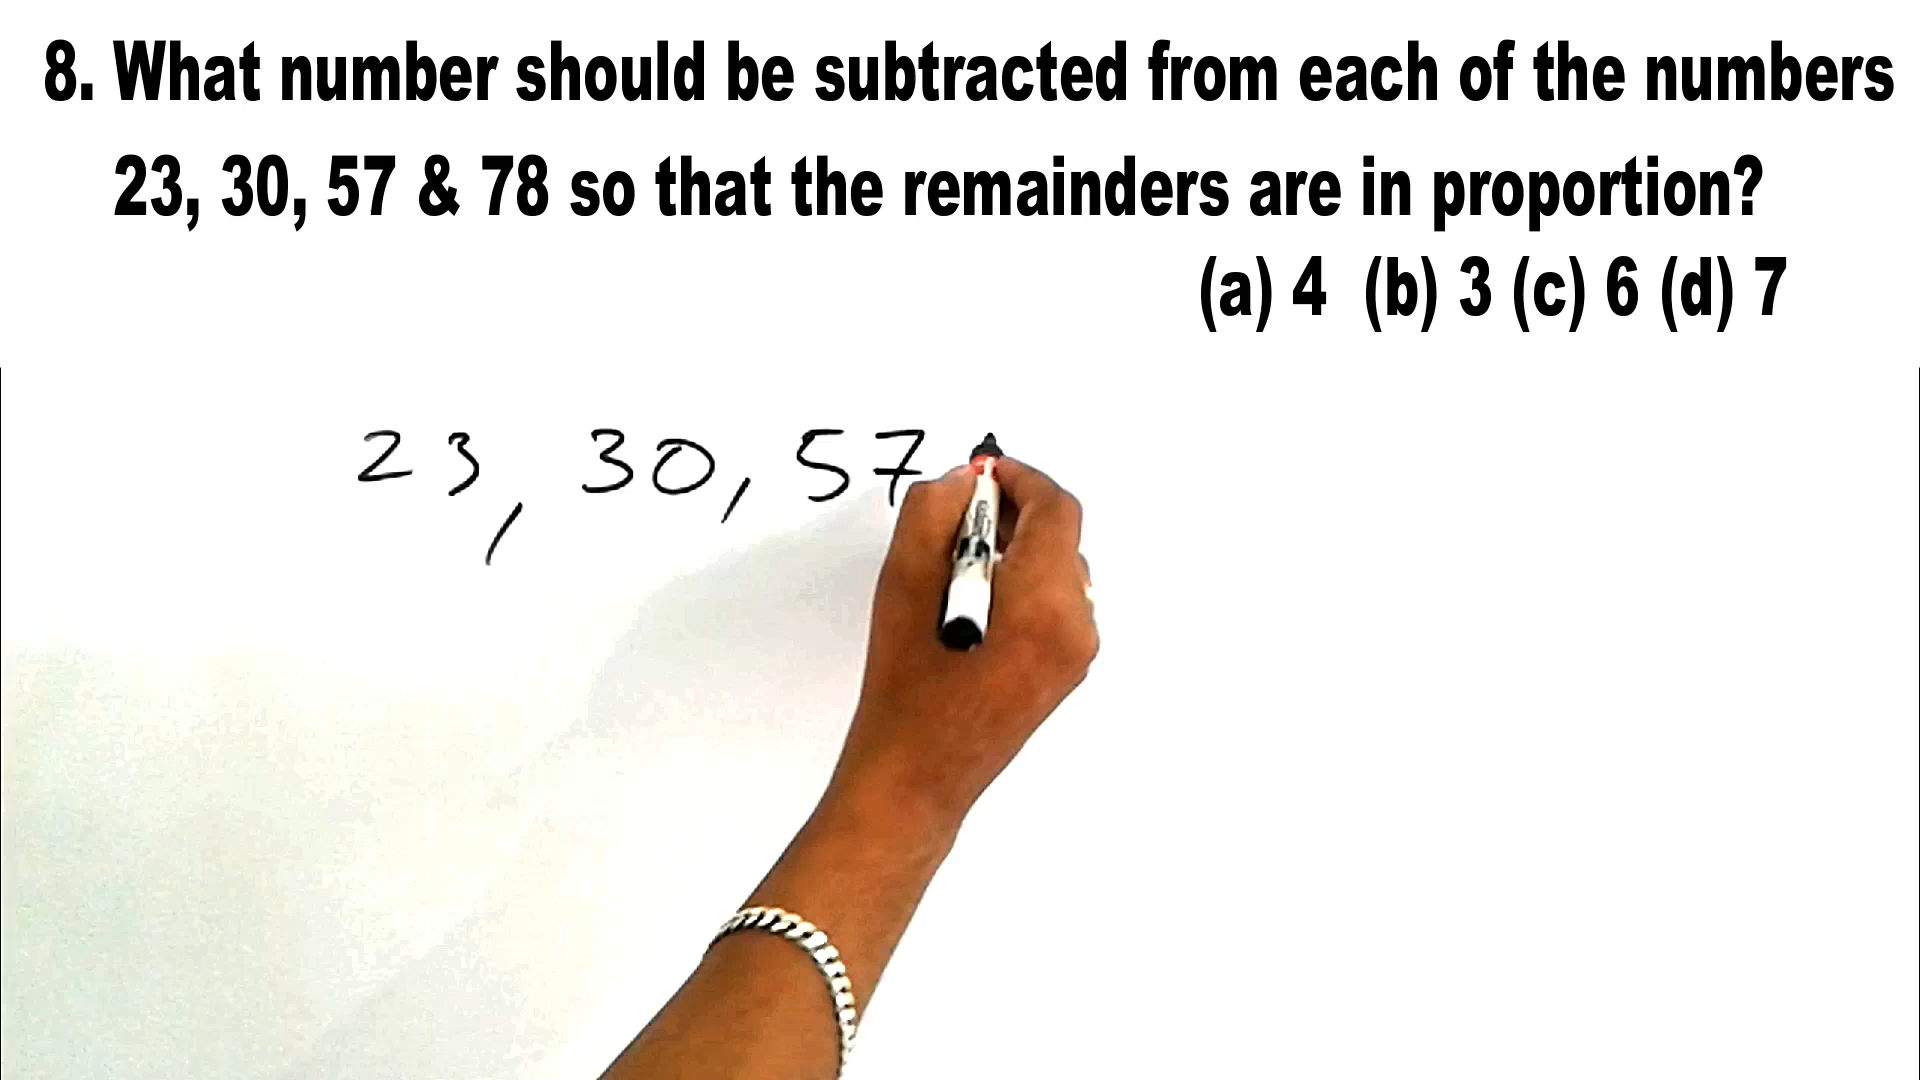 8. What number should be subtracted from each of the numbers
23, 30, 57 & 78 so that the remainders are in proportion?
(a) 4 (b) 3 (c) 6 (d) 7
23, 30, 57